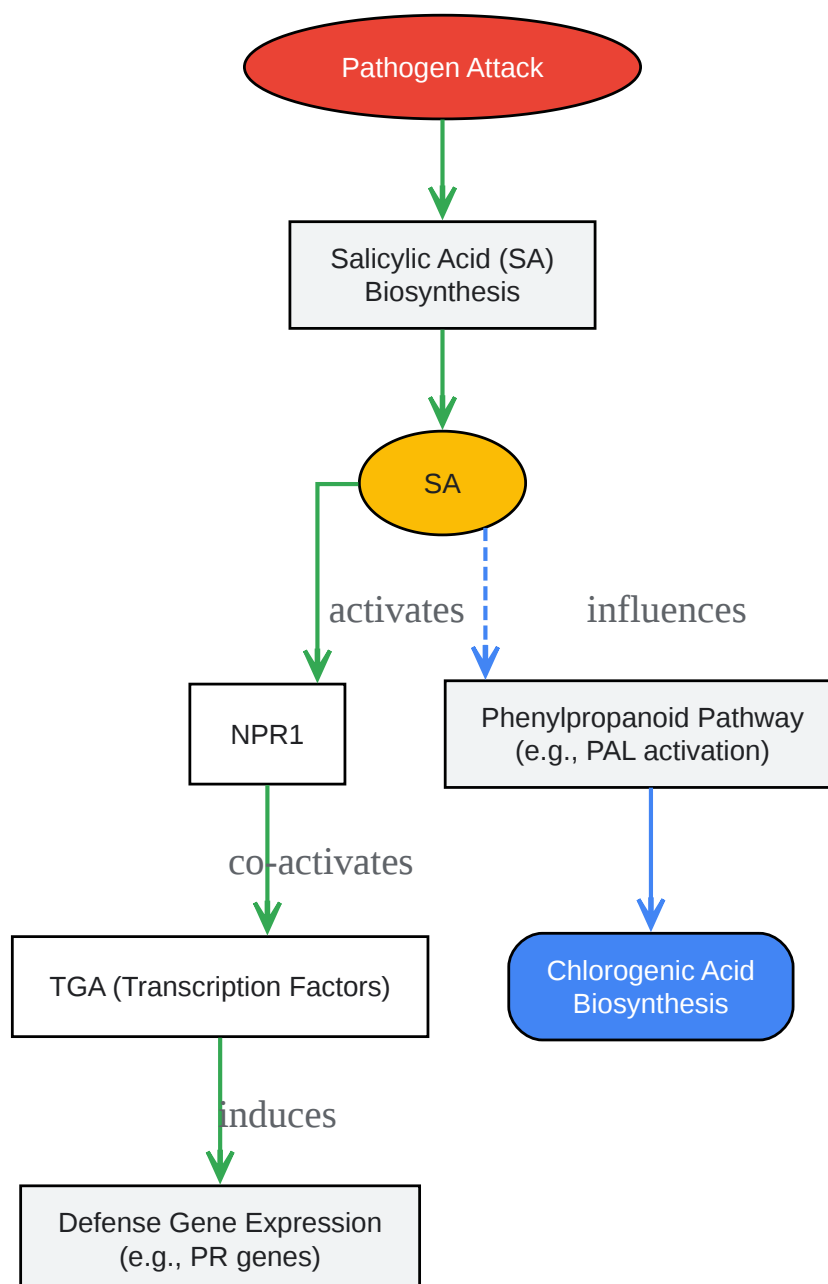 Pathogen Attack
Salicylic Acid (SA)
Biosynthesis
SA
activates
influences
NPR1
Phenylpropanoid Pathway
(e.g., PAL activation)
co-activates
TGA (Transcription Factors)
Chlorogenic Acid
Biosynthesis
induces
Defense Gene Expression
(e.g., PR genes)